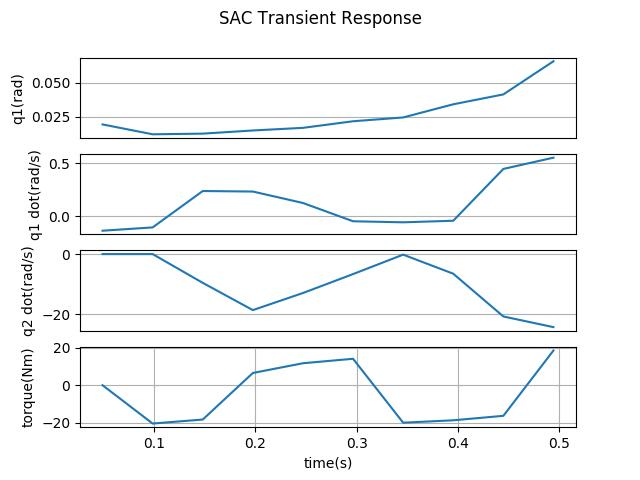 SAC Transient Response
0.050
0.025
q1(rad)
0.5
0.0
q1 dot(rad/s)
0
−20
q2 dot(rad/s)
20
0
−20
torque(Nm)
0.1 0.2 0.3 0.4 0.5
time(s)